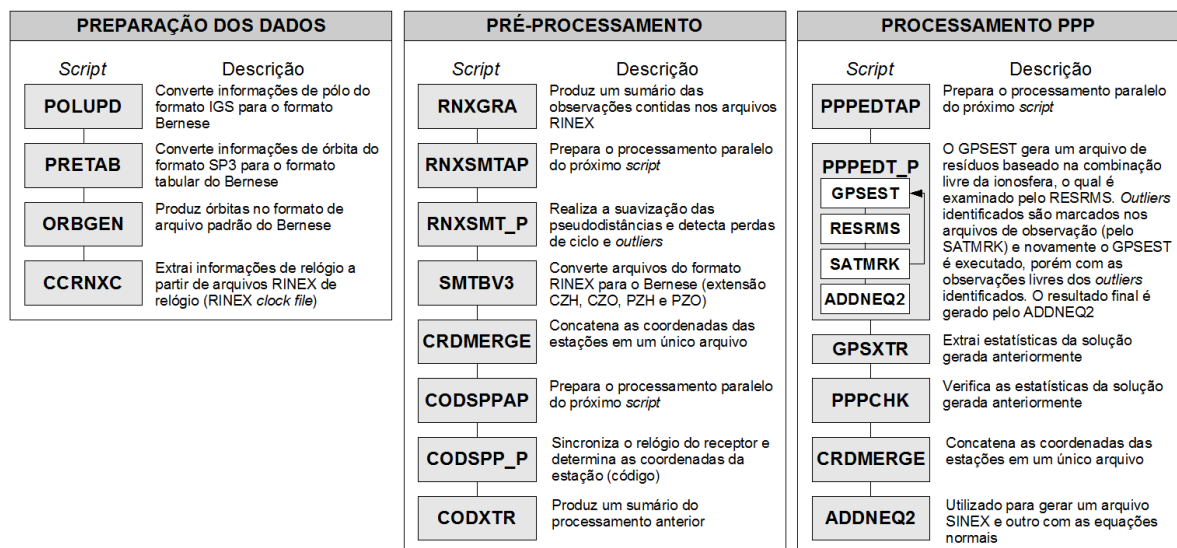 PREPARAÇÃO DOS DADOS
Script Descrição
POLUPD
Converte informações de pólo do
formato IGS para o formato
Bernese
PRETAB
Converte informações de órbita do
formato SP3 para o formato
tabular do Bernese
ORBGEN
Produz órbitas no formato de
arquivo padrão do Bernese
CCRNXC
Extrai informações de relógio a
partir de arquivos RINEX de
relógio (RINEX clock file)
PRÉ-PROCESSAMENTO
Script Descrição
RNXGRA
Produz um sumário das
observações contidas nos arquivos
RINEX
RNXSMTAP
Prepara o processamento paralelo
do próximo script
RNXSMT_P
Realiza a suavização das
pseudodistâncias e detecta perdas
de ciclo e outliers
SMTBV3
Converte arquivos do formato
RINEX para o Bernese (extensão
CZH, CZO, PZH e PZO)
CRDMERGE
Concatena as coordenadas das
estações em um único arquivo
CODSPPAP
Prepara o processamento paralelo
do próximo script
CODSPP_P
Sincroniza o relógio do receptor e
determina as coordenadas da
estação (código)
CODXTR
Produz um sumário do
processamento anterior
PROCESSAMENTO PPP
Script Descrição
PPPEDTAP
Prepara o processamento paralelo
do próximo script
PPPEDT_P
GPSEST
RESRMS
SATMRK
ADDNEQ2
O GPSEST gera um arquivo de
resíduos baseado na combinação
livre da ionosfera, o qual é
examinado pelo RESRMS. Outliers
identificados são marcados nos
arquivos de observação (pelo
SATMRK) e novamente o GPSEST
é executado, porém com as
observações livres dos outliers
identificados. O resultado final é
gerado pelo ADDNEQ2
GPSXTR
Extrai estatísticas da solução
gerada anteriormente
PPPCHK
Verifica as estatísticas da solução
gerada anteriormente
CRDMERGE
Concatena as coordenadas das
estações em um único arquivo
ADDNEQ2
Utilizado para gerar um arquivo
SINEX e outro com as equações
normais